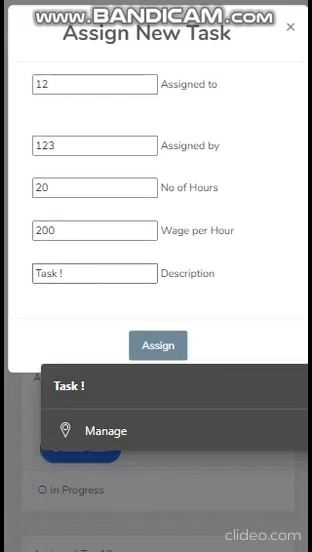 www.BANDICAM.com
Assign New Task
×
12 Assigned to
123 Assigned by
20 No of Hours
200 Wage per Hour
Task ! Description
Assign
Task !
Manage
In Progress
clideo.com